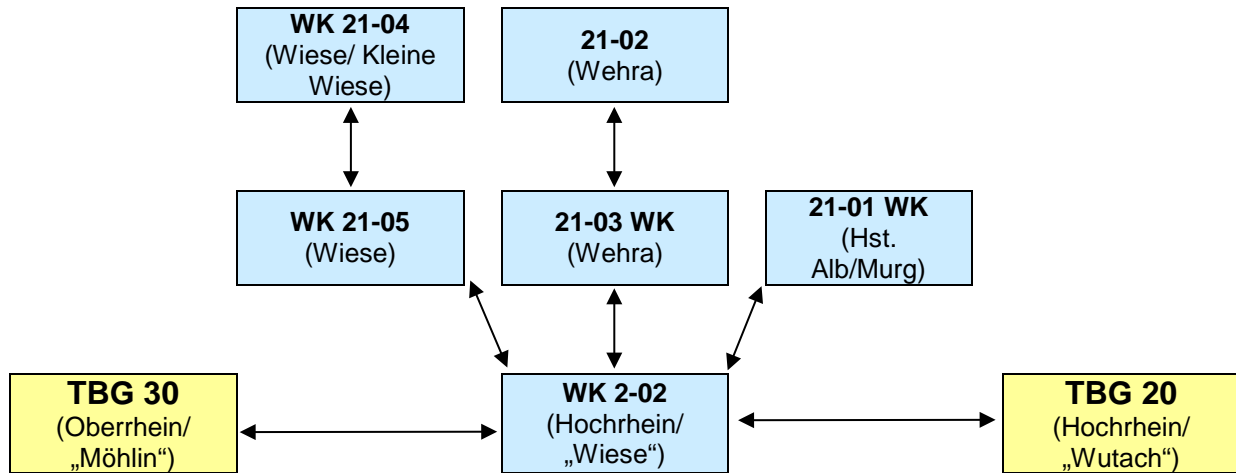 WK 21-04
(Wiese/ Kleine
Wiese)
21-02
(Wehra)
WK 21-05
(Wiese)
21-03 WK
(Wehra)
21-01 WK
(Hst.
Alb/Murg)
TBG 30
(Oberrhein/
„Möhlin“)
WK 2-02
(Hochrhein/
„Wiese“)
TBG 20
(Hochrhein/
„Wutach“)